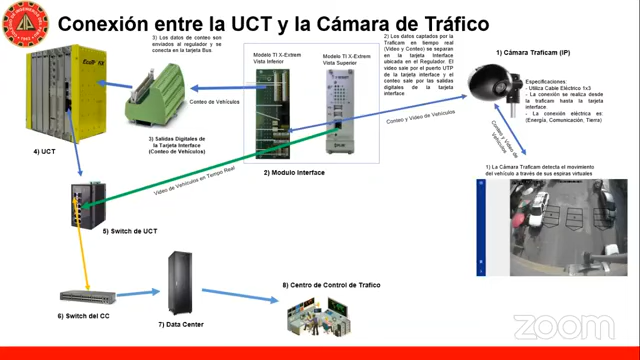 Conexión entre la UCT y la Cámara de Tráfico
3) Los datos de conteo son
enviados al regulador y se
conecta en la tarjeta Bus
Modelo TI X-Extrem
Vista Inferior
Modelo TI X-Extrem
Vista Superior
2) Los datos captados por la
Traficam en tiempo real
(Video y Conteo) se separan
en la tarjeta Interface
ubicada en el Regulador. El
video sale por el puerto UTP
de la tarjeta interface y el
conteo sale por las salidas
digitales de la tarjeta
interface.
1) Cámara Traficam (IP)
Especificaciones:
- Utiliza Cable Eléctrico 1x3
- La conexión se realiza desde
la traficam hasta la tarjeta
interface.
- La conexión eléctrica es:
(Energía, Comunicación, Tierra)
Conteo de Vehículos
Conteo y Video de Vehículos
Conteo y Video de
Vehículos
4) UCT
3) Salidas Digitales de
la Tarjeta Interface
(Conteo de Vehículos)
2) Modulo Interface
Video de Vehículos en Tiempo Real
1) La Cámara Traficam detecta el movimiento
del vehículo a través de sus espiras virtuales
5) Switch de UCT
8) Centro de Control de Trafico
6) Switch del CC
7) Data Center
zoom